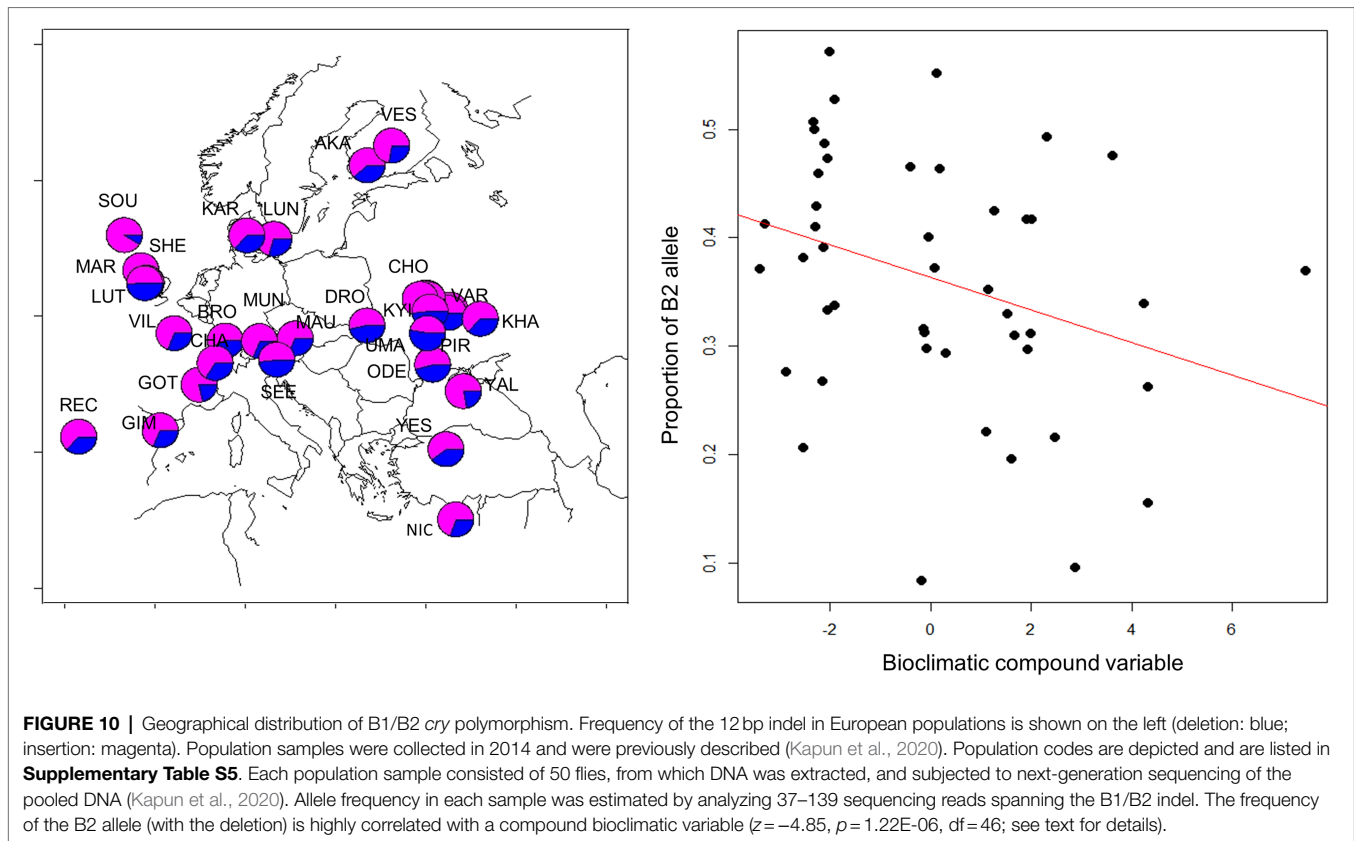 VES
AKA
SOU
KAR
LUN
SHE
MAR
LUT
CHO
MUN
DRO
VAR
BRO
KYI
VIL
MAU
KHA
CHA
UMA
PIR
GOT
ODE
SEE
YAL
REC
GIM
YES
NIC
Proportion of B2 allele
0.5
0.4
0.3
0.2
0.1
-2
0
2
4
6
Bioclimatic compound variable
FIGURE 10 | Geographical distribution of B1/B2 cry polymorphism. Frequency of the 12 bp indel in European populations is shown on the left (deletion: blue;
insertion: magenta). Population samples were collected in 2014 and were previously described (Kapun et al., 2020). Population codes are depicted and are listed in
Supplementary Table S5. Each population sample consisted of 50 flies, from which DNA was extracted, and subjected to next-generation sequencing of the
pooled DNA (Kapun et al., 2020). Allele frequency in each sample was estimated by analyzing 37–139 sequencing reads spanning the B1/B2 indel. The frequency
of the B2 allele (with the deletion) is highly correlated with a compound bioclimatic variable (z = −4.85, p = 1.22E-06, df = 46; see text for details).